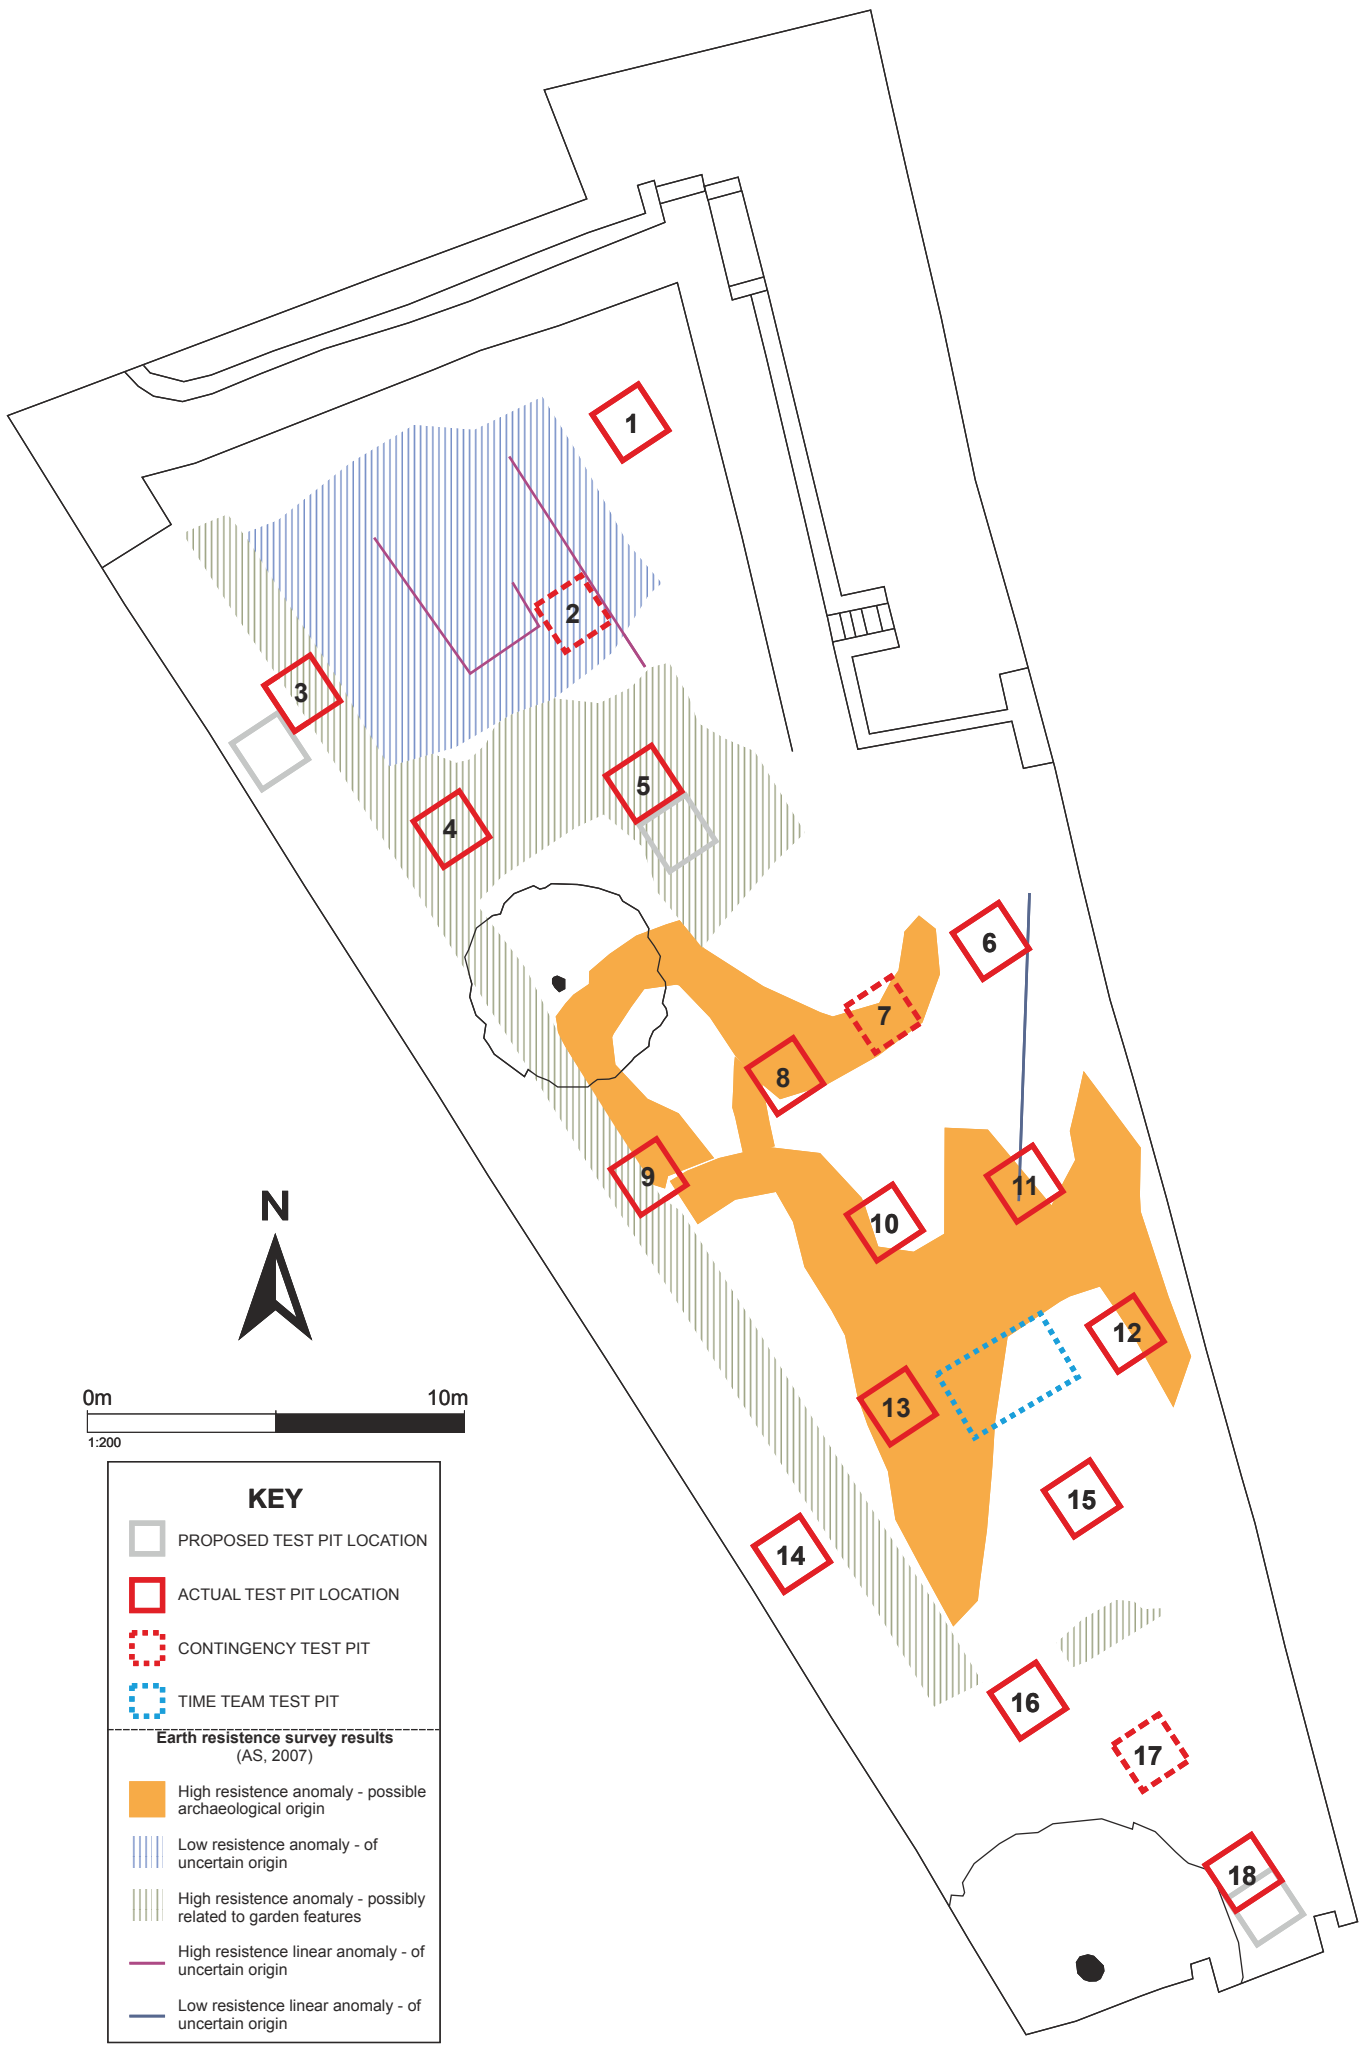 1
2
3
5
4
6
7
8
9
11
10
N
12
0m 10m
13
1:200
KEY
15
PROPOSED TEST PIT LOCATION
14
ACTUAL TEST PIT LOCATION
CONTINGENCY TEST PIT
16
TIME TEAM TEST PIT
Earth resistence survey results
(AS, 2007)
17
High resistence anomaly - possible
archaeological origin
Low resistence anomaly - of
uncertain origin
18
High resistence anomaly - possibly
related to garden features
High resistence linear anomaly - of
uncertain origin
Low resistence linear anomaly - of
uncertain origin